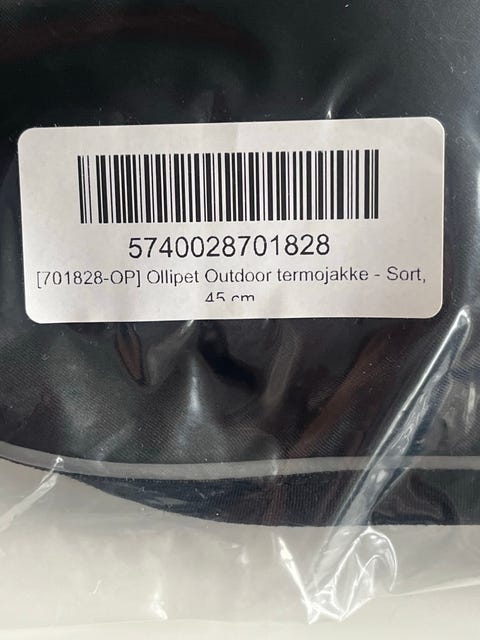 5740028701828
[701828-OP] Ollipet Outdoor termojakke - Sort,
45 cm